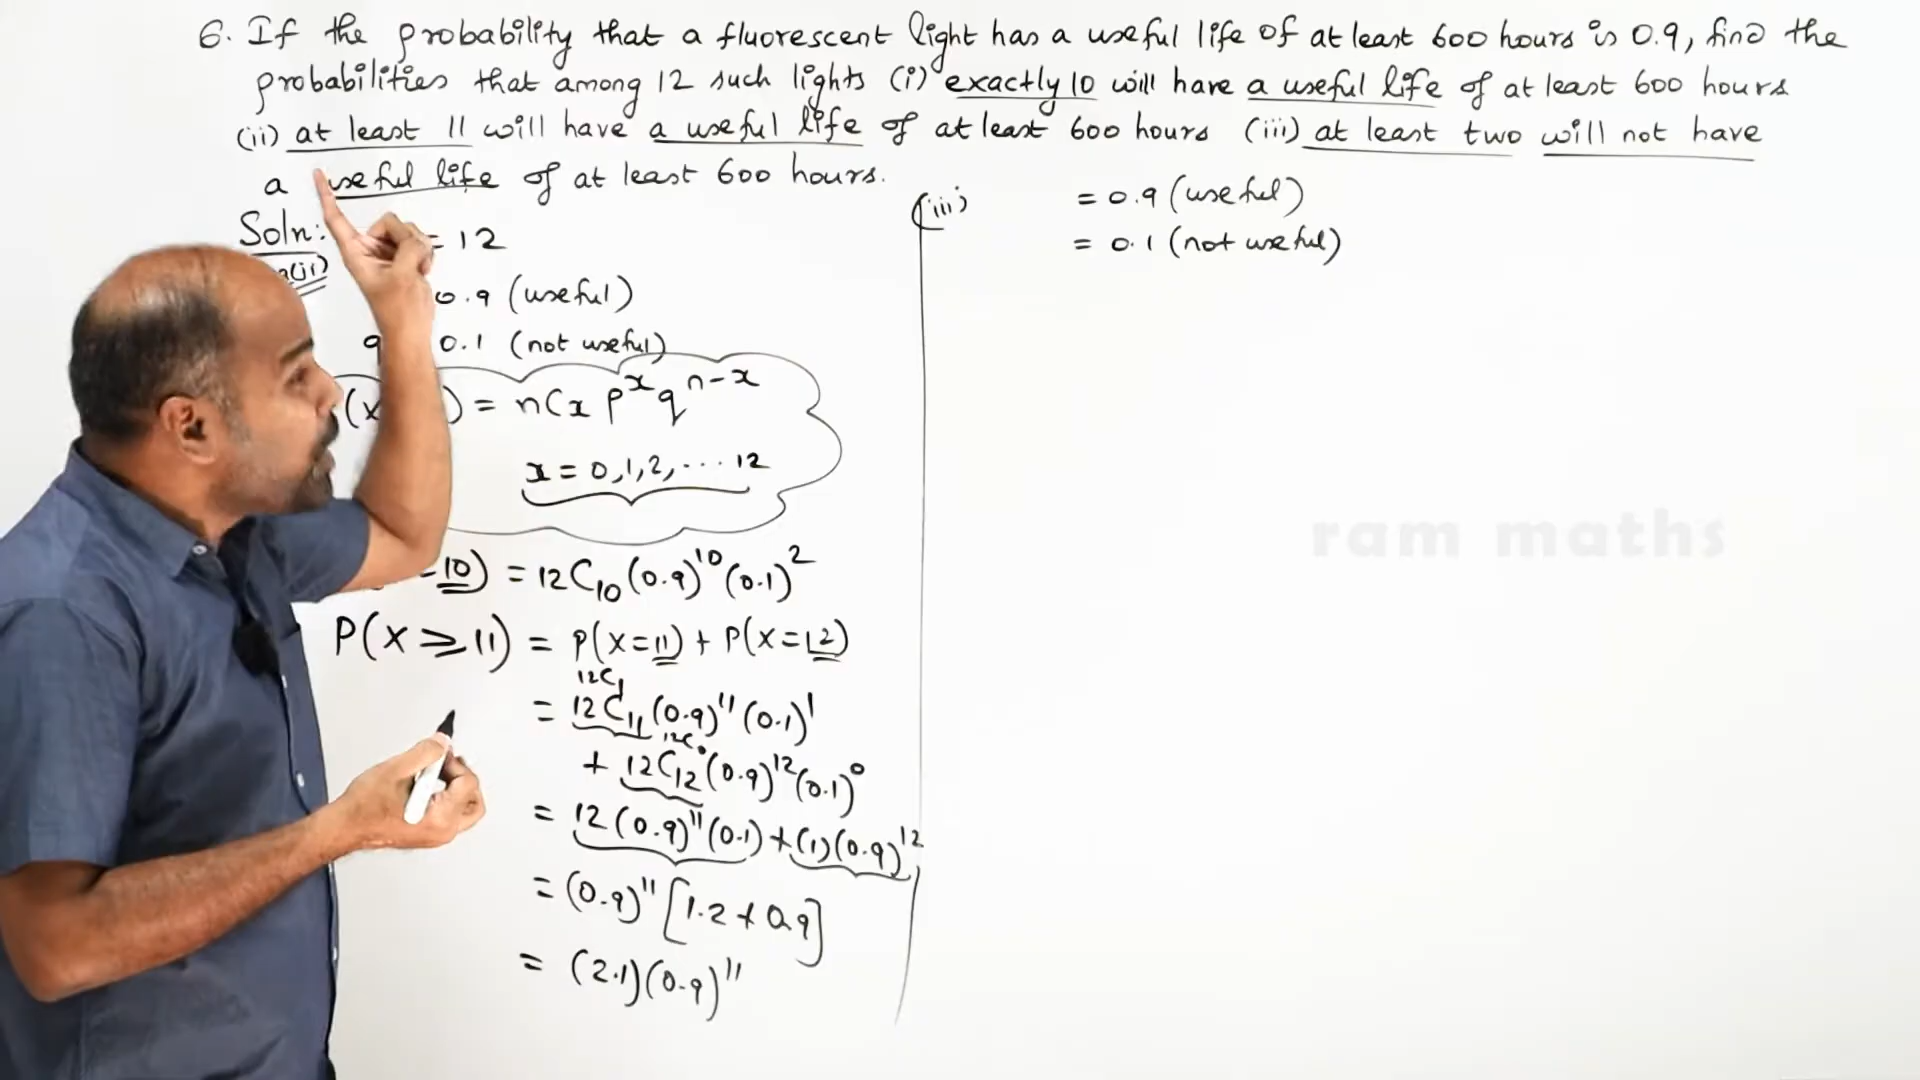 6. If the probability that a fluorescent light has a useful life of at least 600 hours is 0.9, find the
probabilities that among 12 such lights (i) exactly 10 will have a useful life of at least 600 hours
(ii) at least 11 will have a useful life of at least 600 hours (iii) at least two will not have
a useful life of at least 600 hours.
Soln:
= 12
0.9 (useful)
q 0.1 (not useful)
(x ) = nCx p^x q^n-x
x = 0,1,2,...12
10) = 12C10 (0.9)^10 (0.1)^2
P(X ≥ 11) = P(X=11) + P(X=12)
12C1
= 12C11 (0.9)^11 (0.1)^1
12C0
+ 12C12 (0.9)^12 (0.1)^0
= 12 (0.9)^11 (0.1) + (1)(0.9)^12
= (0.9)^11 [1.2 + 0.9]
= (2.1)(0.9)^11
(iii) = 0.9 (useful)
= 0.1 (not useful)
ram maths